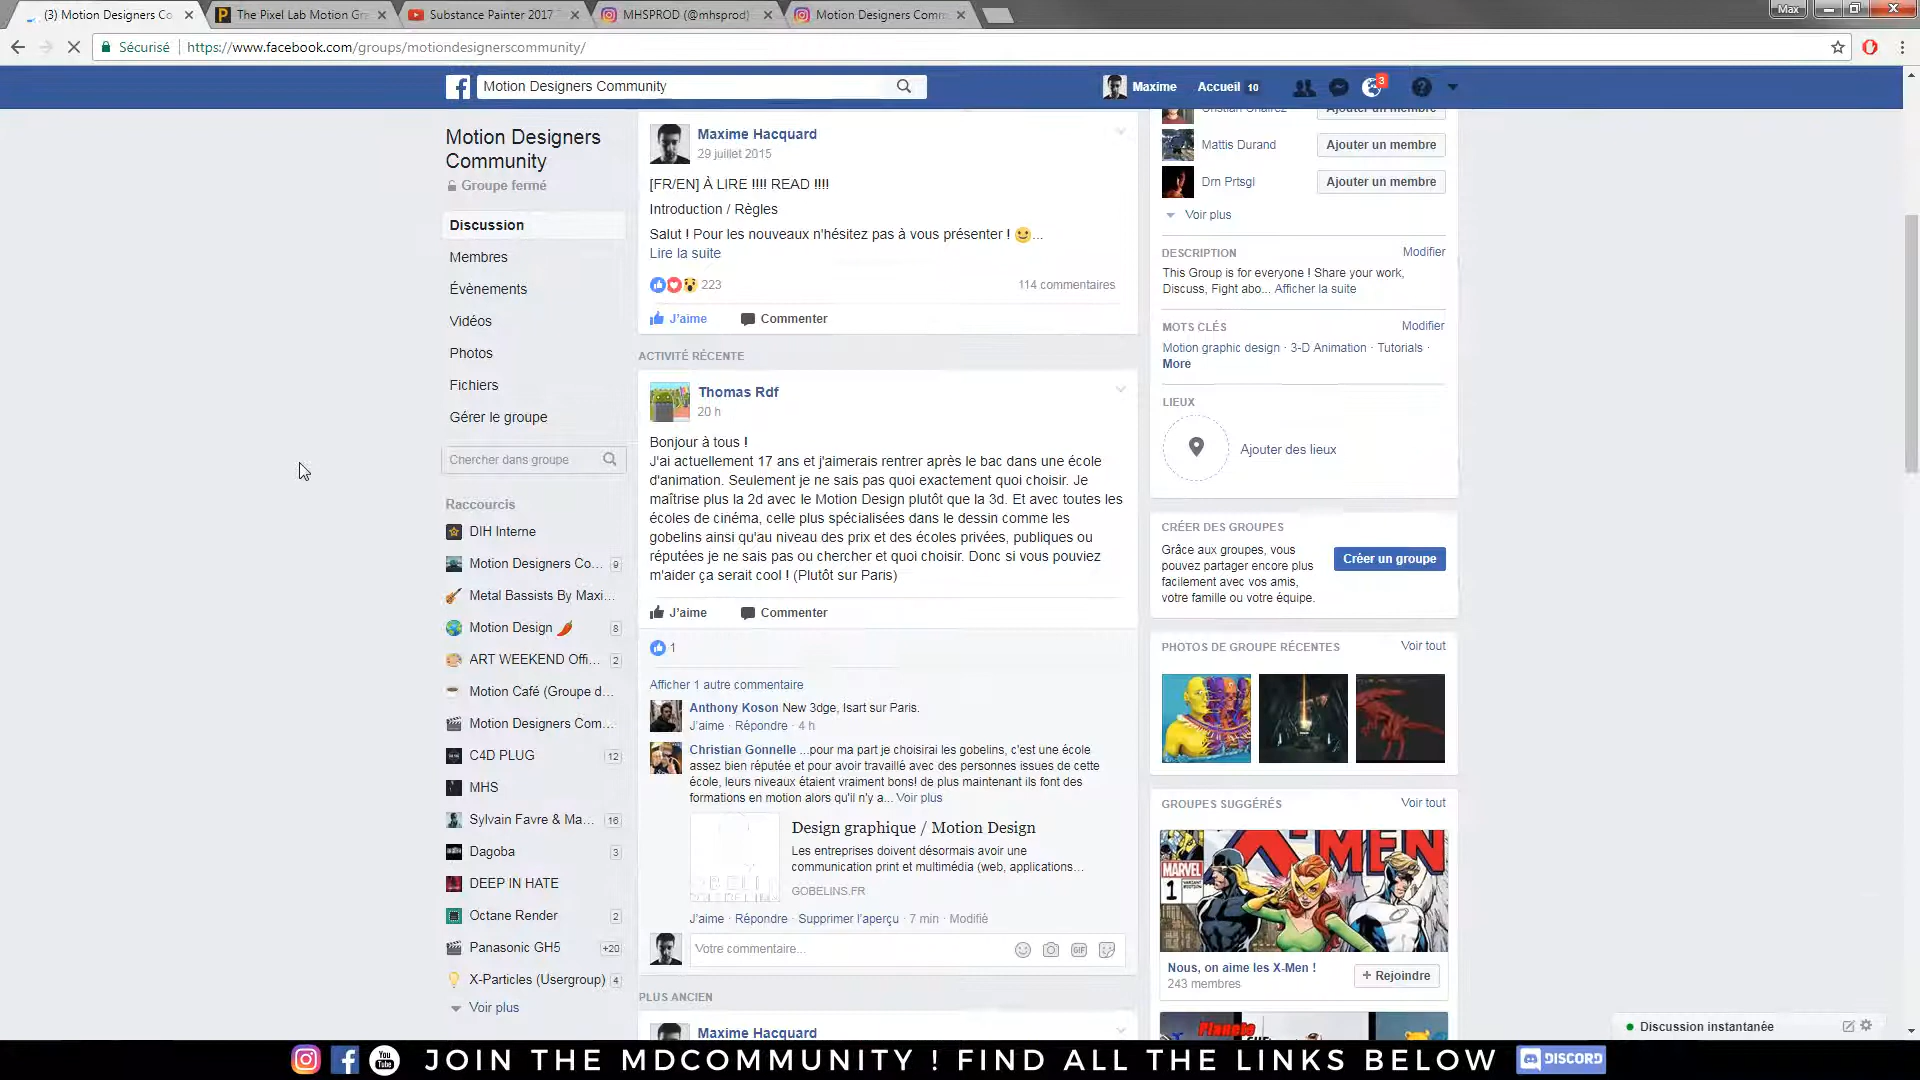 (3) Motion Designers Co
The Pixel Lab Motion Gr
Substance Painter 2017
MHSPROD (@mhsprod)
Motion Designers Comm
Max
Sécurisé
https://www.facebook.com/groups/motiondesignerscommunity/
Motion Designers Community
Maxime
Accueil 10
3
Motion Designers
Community
Groupe fermé
Discussion
Membres
Évènements
Vidéos
Photos
Fichiers
Gérer le groupe
Chercher dans groupe
Raccourcis
DIH Interne
Motion Designers Co... 9
Metal Bassists By Maxi...
Motion Design 🌶️ 8
ART WEEKEND Offi... 2
Motion Café (Groupe d...
Motion Designers Com...
C4D PLUG 12
MHS
Sylvain Favre & Ma... 16
Dagoba 3
DEEP IN HATE
Octane Render 2
Panasonic GH5 +20
X-Particles (Usergroup) 4
Voir plus
Maxime Hacquard
29 juillet 2015
[FR/EN] À LIRE !!!! READ !!!!
Introduction / Règles
Salut ! Pour les nouveaux n'hésitez pas à vous présenter ! 😉...
Lire la suite
223
114 commentaires
J'aime Commenter
ACTIVITÉ RÉCENTE
Thomas Rdf
20 h
Bonjour à tous !
J'ai actuellement 17 ans et j'aimerais rentrer après le bac dans une école
d'animation. Seulement je ne sais pas quoi exactement quoi choisir. Je
maîtrise plus la 2d avec le Motion Design plutôt que la 3d. Et avec toutes les
écoles de cinéma, celle plus spécialisées dans le dessin comme les
gobelins ainsi qu'au niveau des prix et des écoles privées, publiques ou
réputées je ne sais pas ou chercher et quoi choisir. Donc si vous pouviez
m'aider ça serait cool ! (Plutôt sur Paris)
J'aime Commenter
1
Afficher 1 autre commentaire
Anthony Koson New 3dge, Isart sur Paris.
J'aime · Répondre · 4 h
Christian Gonnelle ...pour ma part je choisirai les gobelins, c'est une école
assez bien réputée et pour avoir travaillé avec des personnes issues de cette
école, leurs niveaux étaient vraiment bons! de plus maintenant ils font des
formations en motion alors qu'il n'y a... Voir plus
Design graphique / Motion Design
Les entreprises doivent désormais avoir une
communication print et multimédia (web, applications...
GOBELINS.FR
J'aime · Répondre · Supprimer l'aperçu · 7 min · Modifié
Votre commentaire...
GIF
PLUS ANCIEN
Maxime Hacquard
Ajouter un membre
Mattis Durand
Ajouter un membre
Drn Prtsgl
Ajouter un membre
Voir plus
DESCRIPTION
Modifier
This Group is for everyone ! Share your work,
Discuss, Fight abo... Afficher la suite
MOTS CLÉS
Modifier
Motion graphic design · 3-D Animation · Tutorials ·
More
LIEUX
Ajouter des lieux
CRÉER DES GROUPES
Grâce aux groupes, vous
pouvez partager encore plus
facilement avec vos amis,
votre famille ou votre équipe.
Créer un groupe
PHOTOS DE GROUPE RÉCENTES
Voir tout
GROUPES SUGGÉRÉS
Voir tout
MARVEL
1
X-MEN
Nous, on aime les X-Men !
243 membres
+ Rejoindre
Planete
Discussion instantanée
You Tube
JOIN THE MDCOMMUNITY ! FIND ALL THE LINKS BELOW
DISCORD